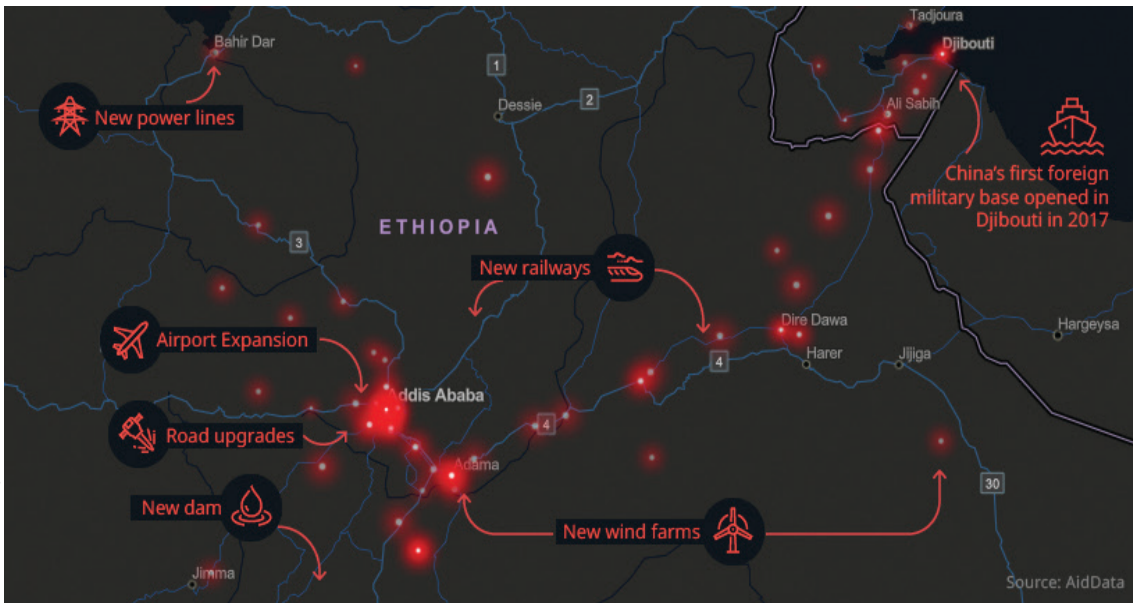 Tadjoura
Bahir Dar
Djibouti
1
2
Dessie
Ali Sabih
New power lines
China's first foreign
military base opened in
Djibouti in 2017
ETHIOPIA
3
New railways
Dire Dawa
Hargeysa
Airport Expansion
4
Harer
Jijiga
Addis Ababa
4
Road upgrades
Adama
30
New dam
New wind farms
Jimma
Source: AidData